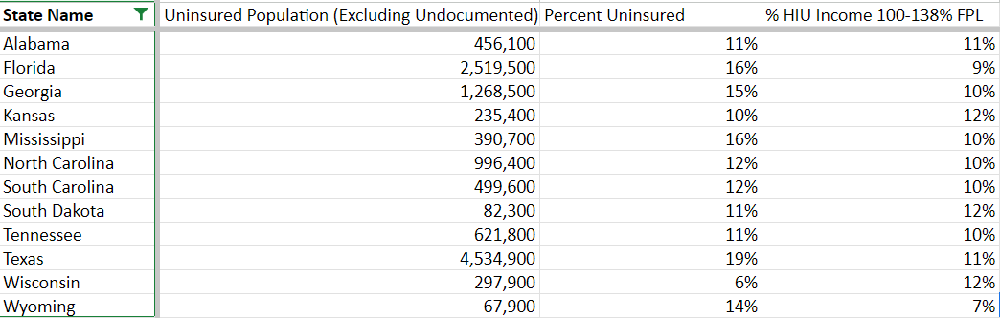 State Name Uninsured Population (Excluding Undocumented) Percent Uninsured % HIU Income 100-138% FPL
Alabama 456,100 11% 11%
Florida 2,519,500 16% 9%
Georgia 1,268,500 15% 10%
Kansas 235,400 10% 12%
Mississippi 390,700 16% 10%
North Carolina 996,400 12% 10%
South Carolina 499,600 12% 10%
South Dakota 82,300 11% 12%
Tennessee 621,800 11% 10%
Texas 4,534,900 19% 11%
Wisconsin 297,900 6% 12%
Wyoming 67,900 14% 7%